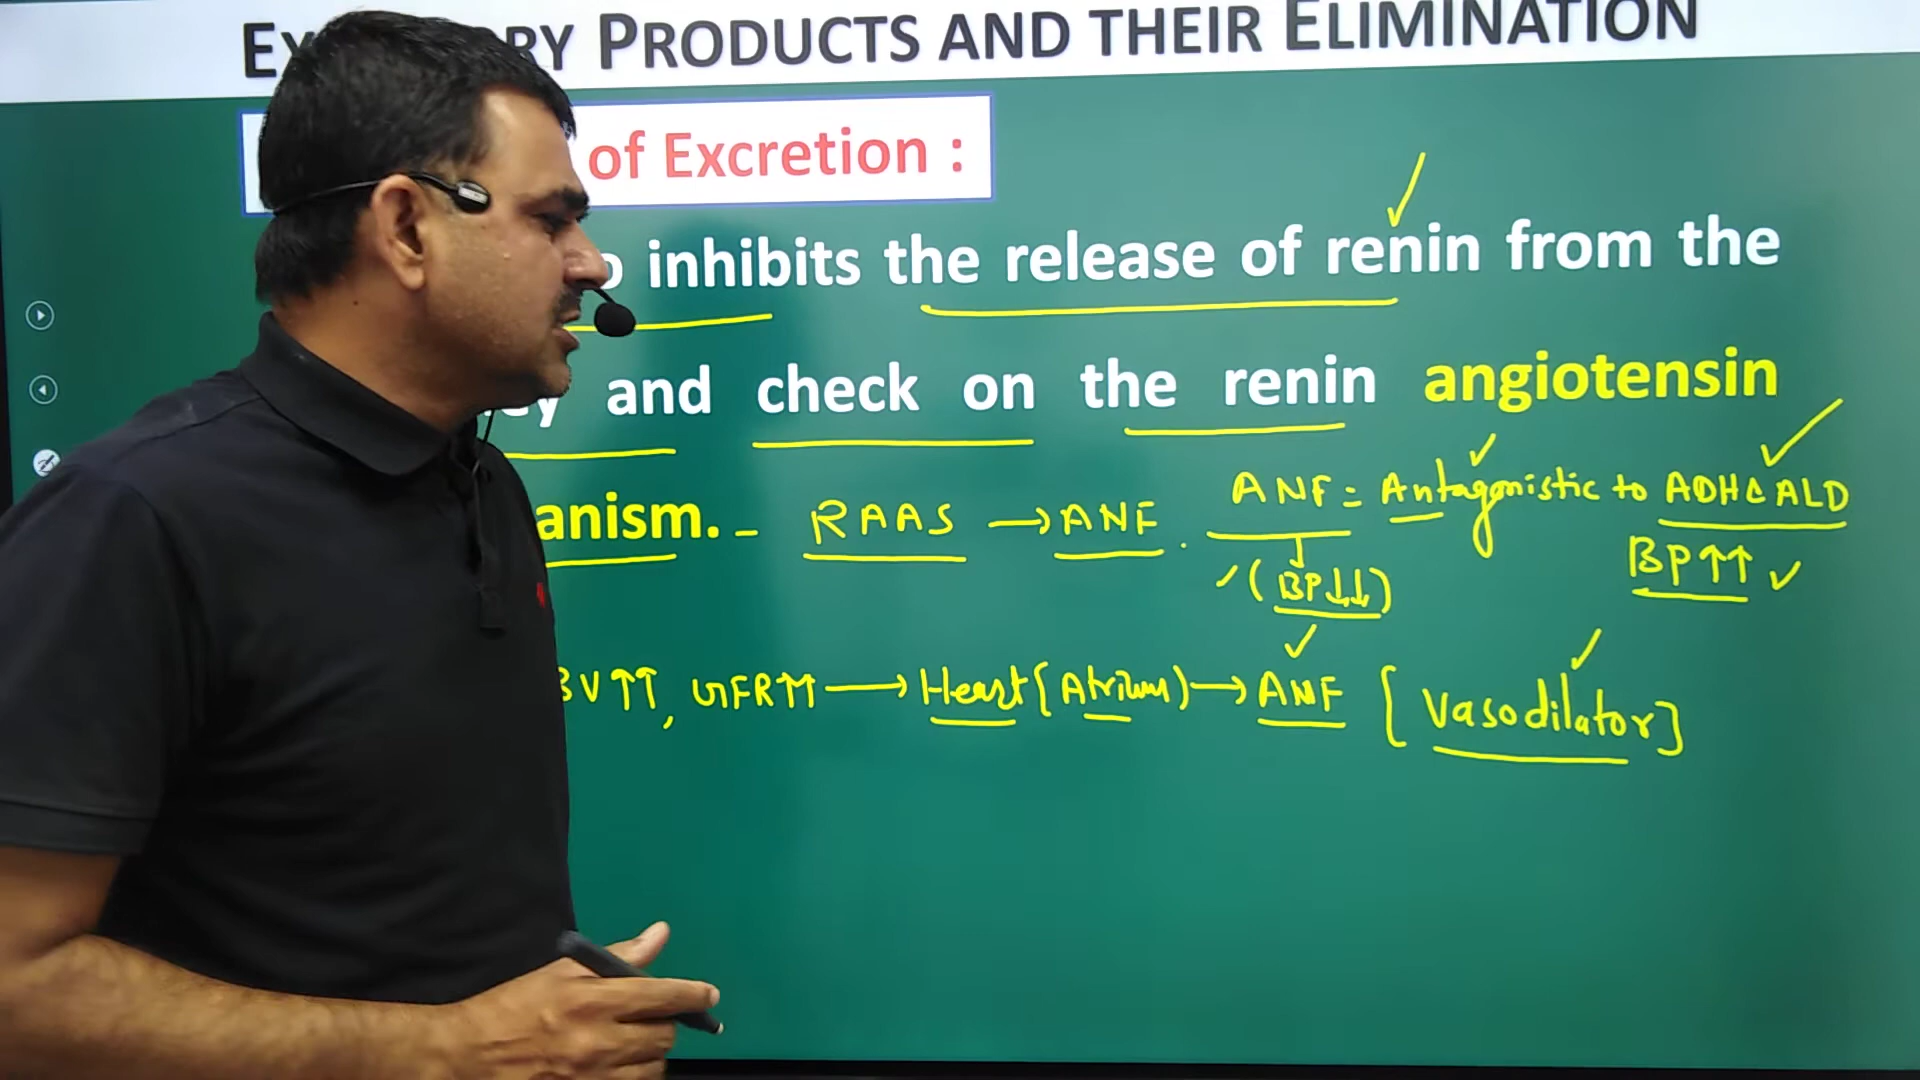 PRODUCTS AND THEIR ELIMINATION
of Excretion :
inhibits the release of renin from the
and check on the renin angiotensin
anism. - RAAS → ANF.
ANF = Antagonistic to ADH & ALD
(BP↓↓)
BP↑↑
BV↑↑, GFR↑↑ → Heart (Atrium) → ANF [Vasodilator]